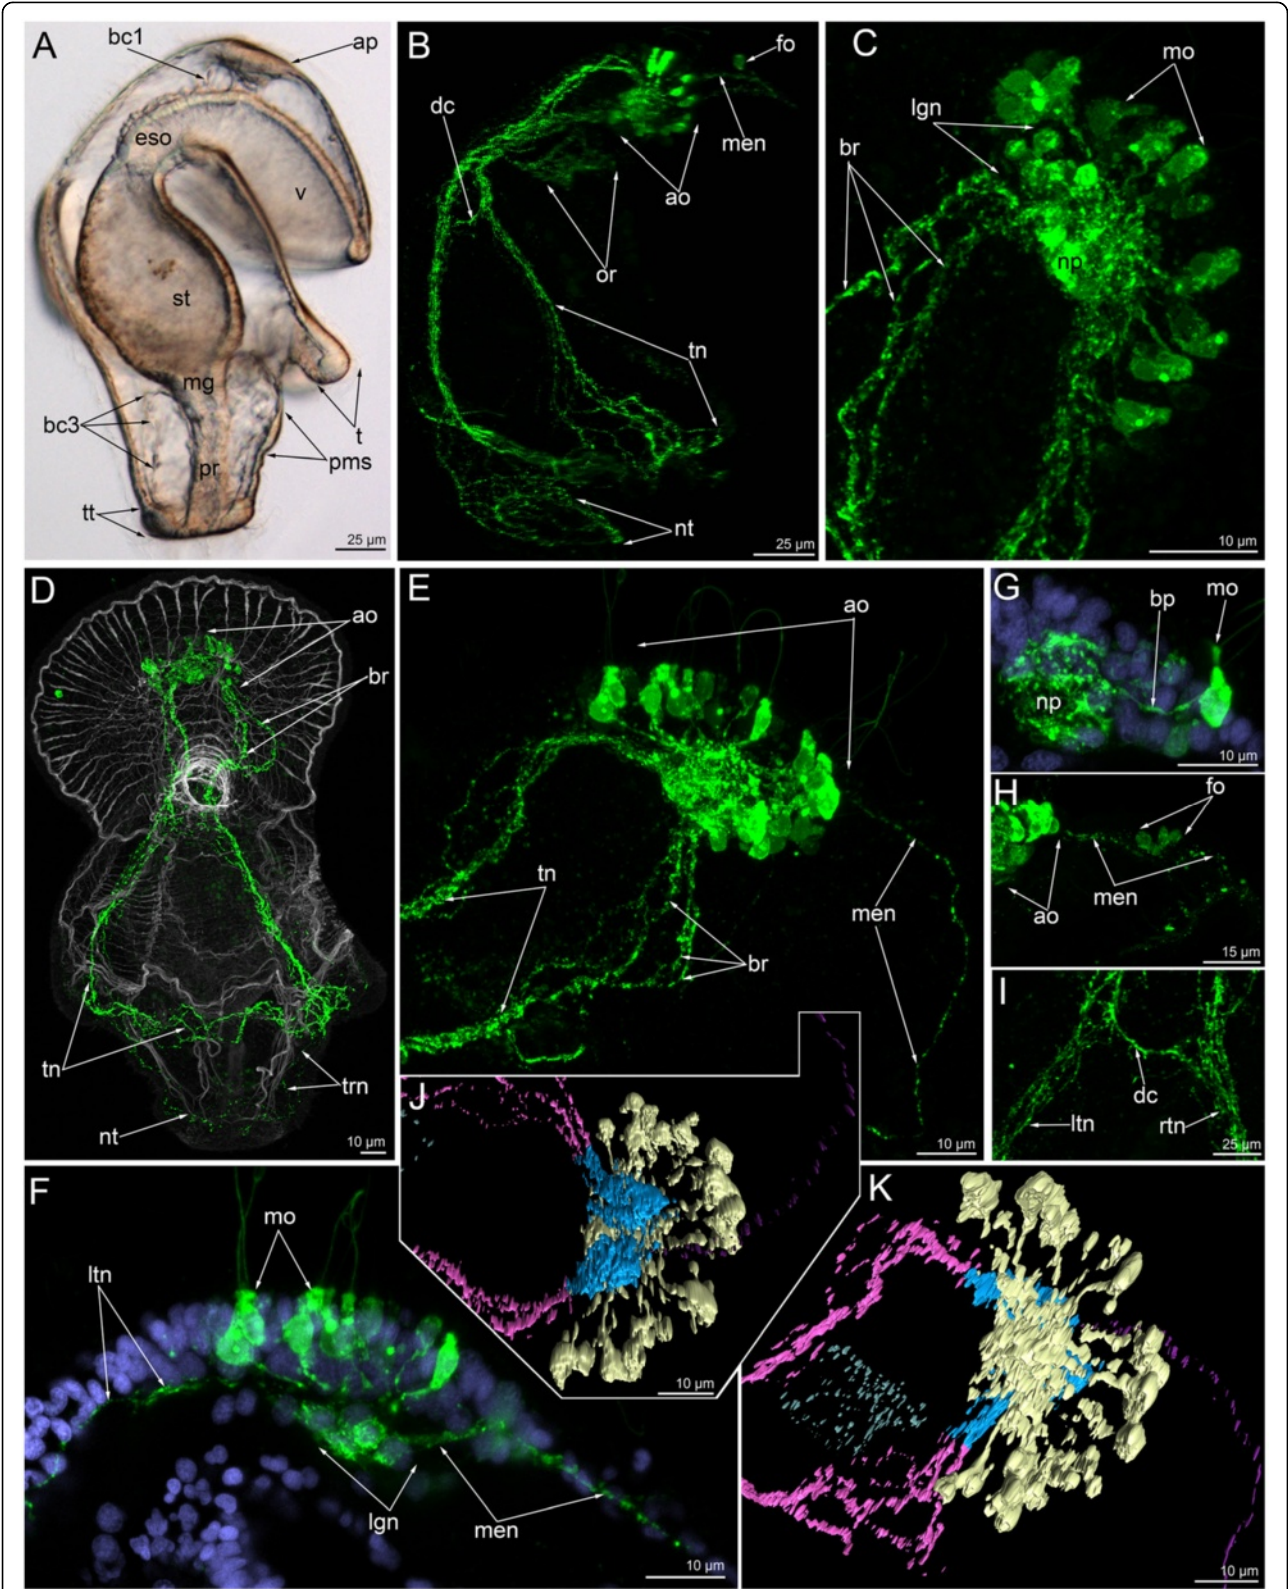 A
bc1
ap
eso
v
st
mg
bc3
t
pr
pms
tt
25 µm
B
fo
dc
men
ao
or
tn
nt
25 µm
C
mo
lgn
br
np
10 µm
D
ao
br
tn
trn
nt
10 µm
E
ao
tn
men
br
10 µm
G
bp
mo
np
10 µm
H
fo
men
ao
15 µm
I
dc
ltn
rtn
25 µm
F
mo
ltn
lgn
men
10 µm
J
10 µm
K
10 µm